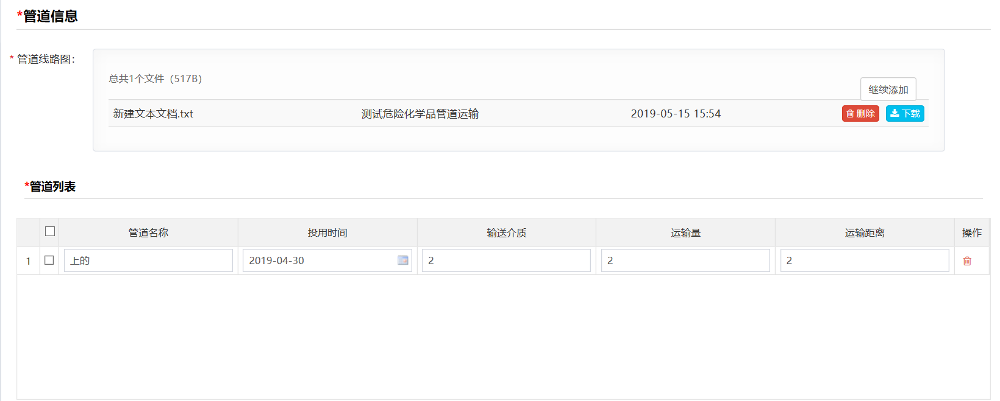 *管道信息
* 管道线路图：
总共1个文件（517B）
继续添加
新建文本文档.txt 测试危险化学品管道运输 2019-05-15 15:54 删除 下载
*管道列表
管道名称 投用时间 输送介质 运输量 运输距离 操作
1 上的 2019-04-30 2 2 2